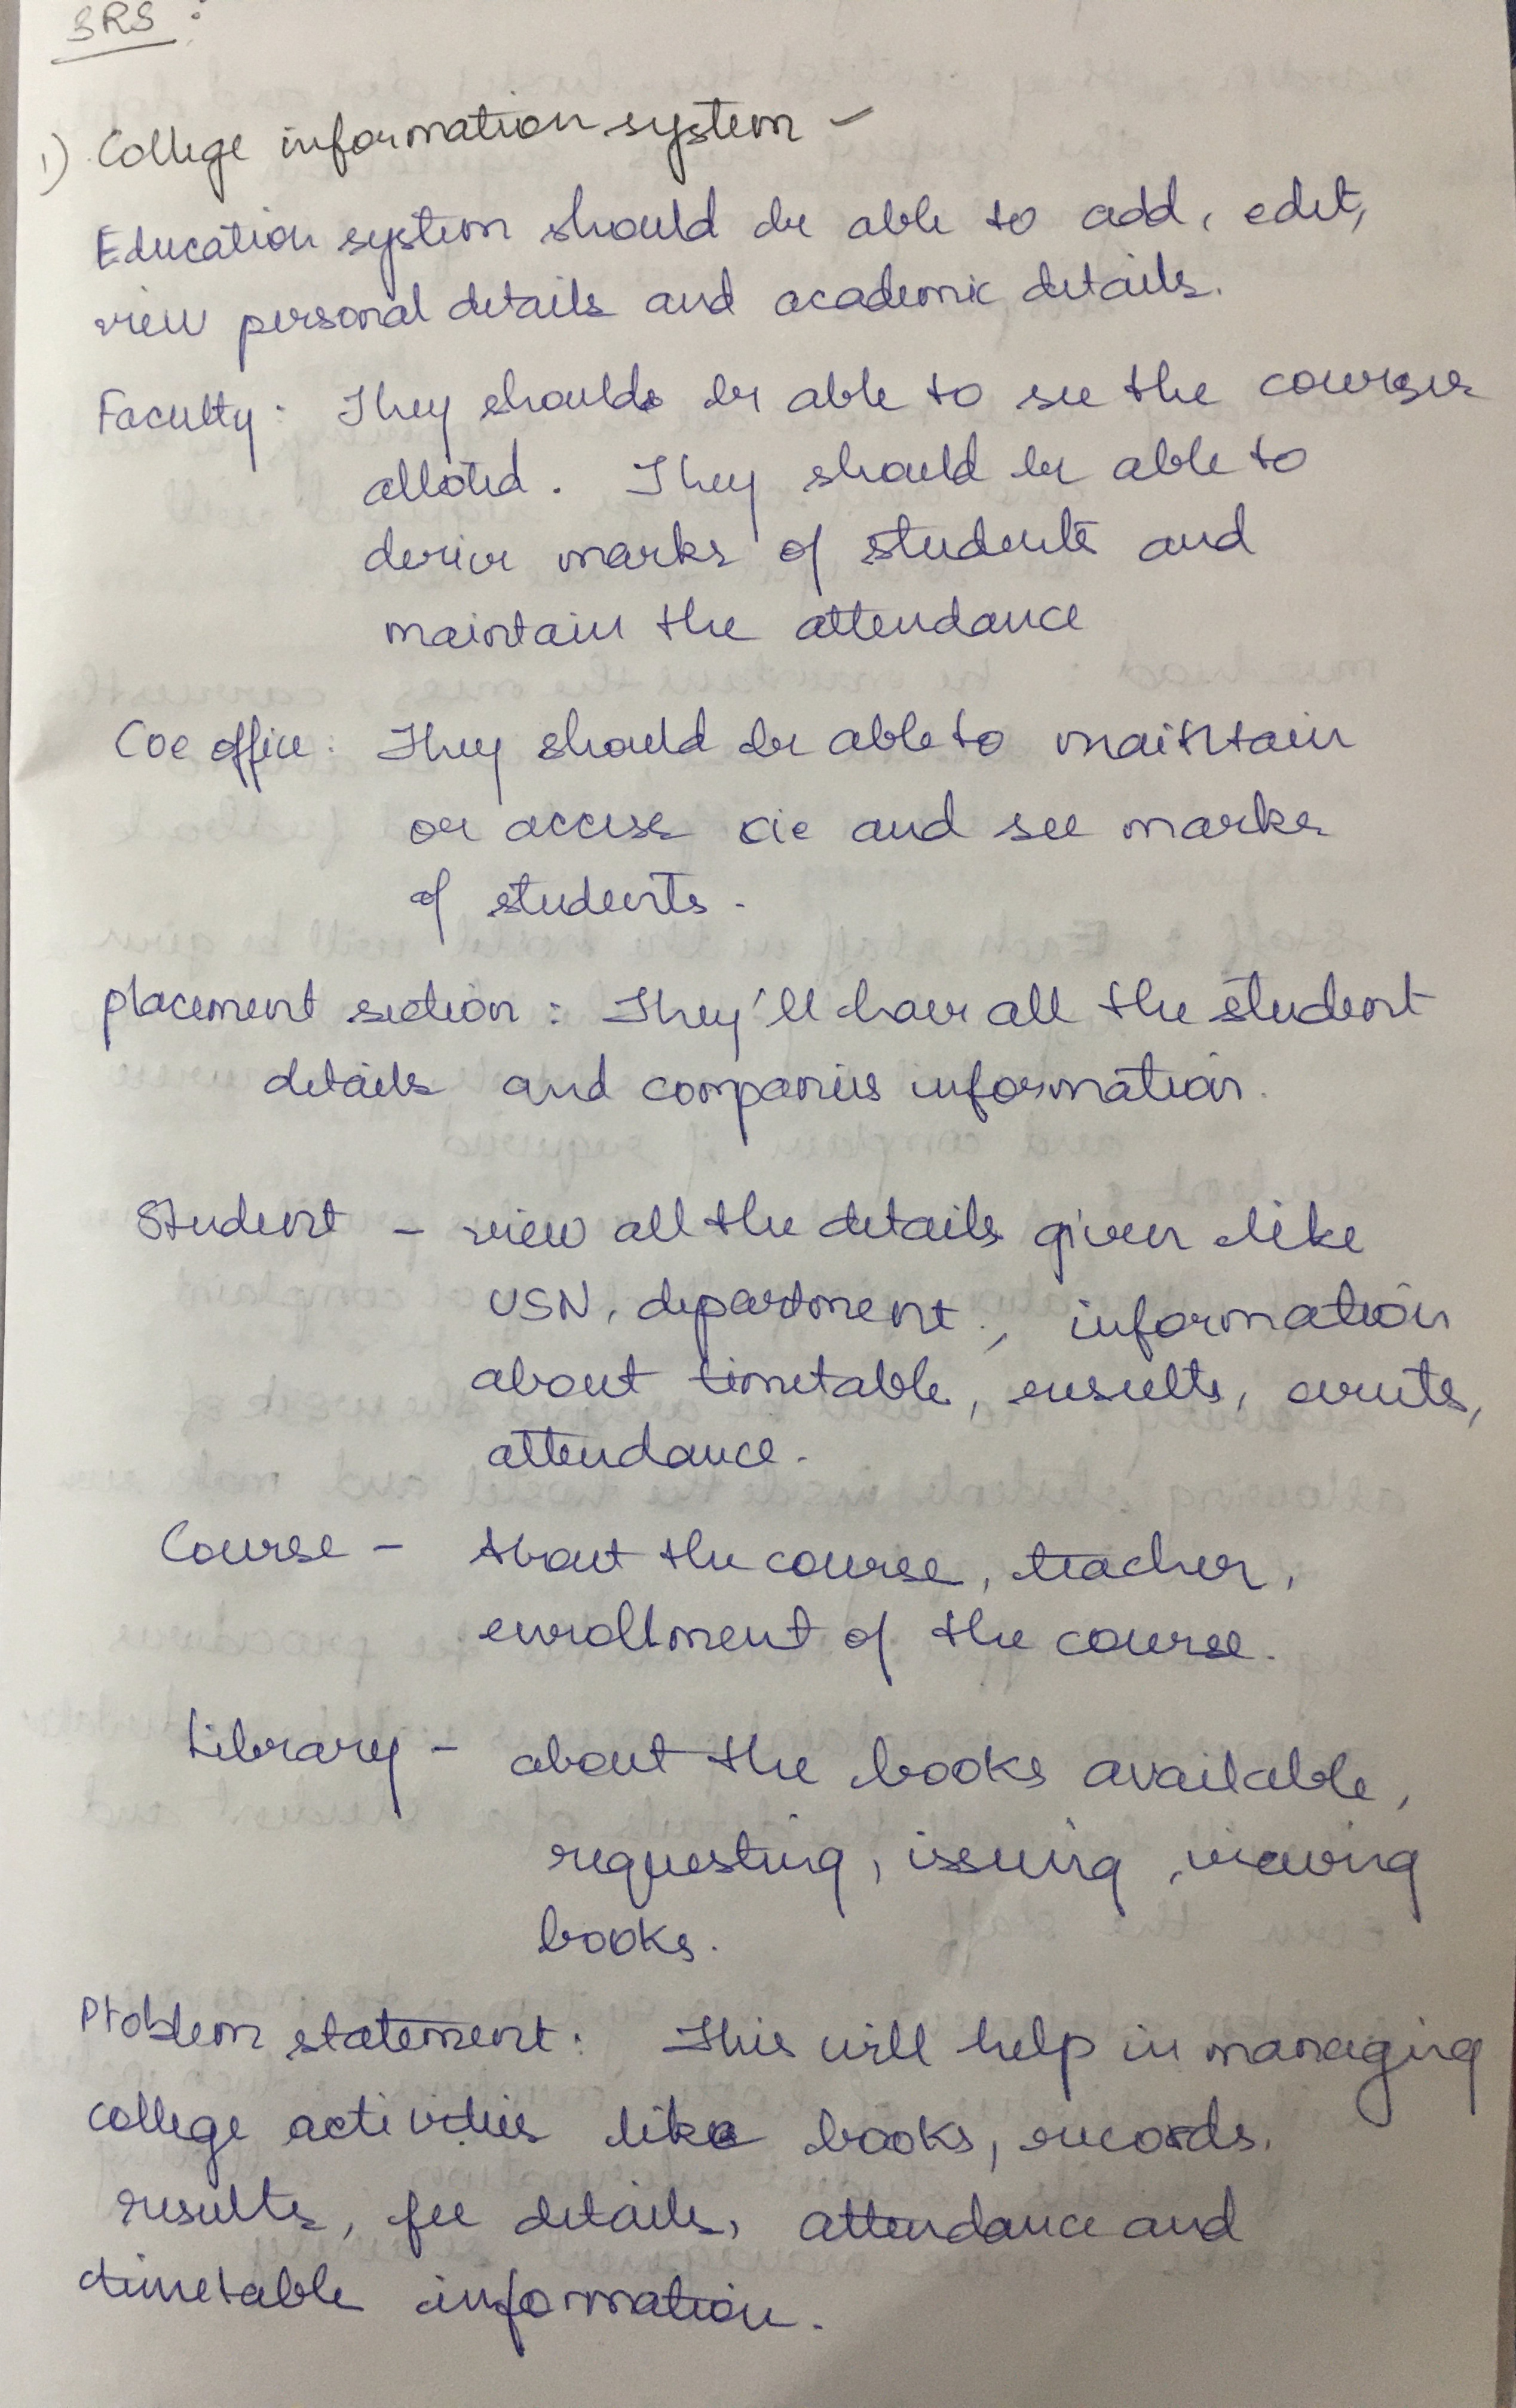 SRS :
1) College information system -
Education system should be able to add, edit,
view personal details and academic details.
Faculty : They should be able to see the courses
alloted. They should be able to
derive marks of students and
maintain the attendance
Coe office : They should be able to maintain
or access cie and see marks
of students.
placement section : They'll have all the student
details and companies information.
Student - view all the details given like
USN, department, information
about timetable, results, events,
attendance.
Course - About the course, teacher,
enrollment of the course.
Library - about the books available,
requesting, issuing, viewing
books.
Problem statement : This will help in managing
college activities like books, records,
results, fee details, attendance and
timetable information.